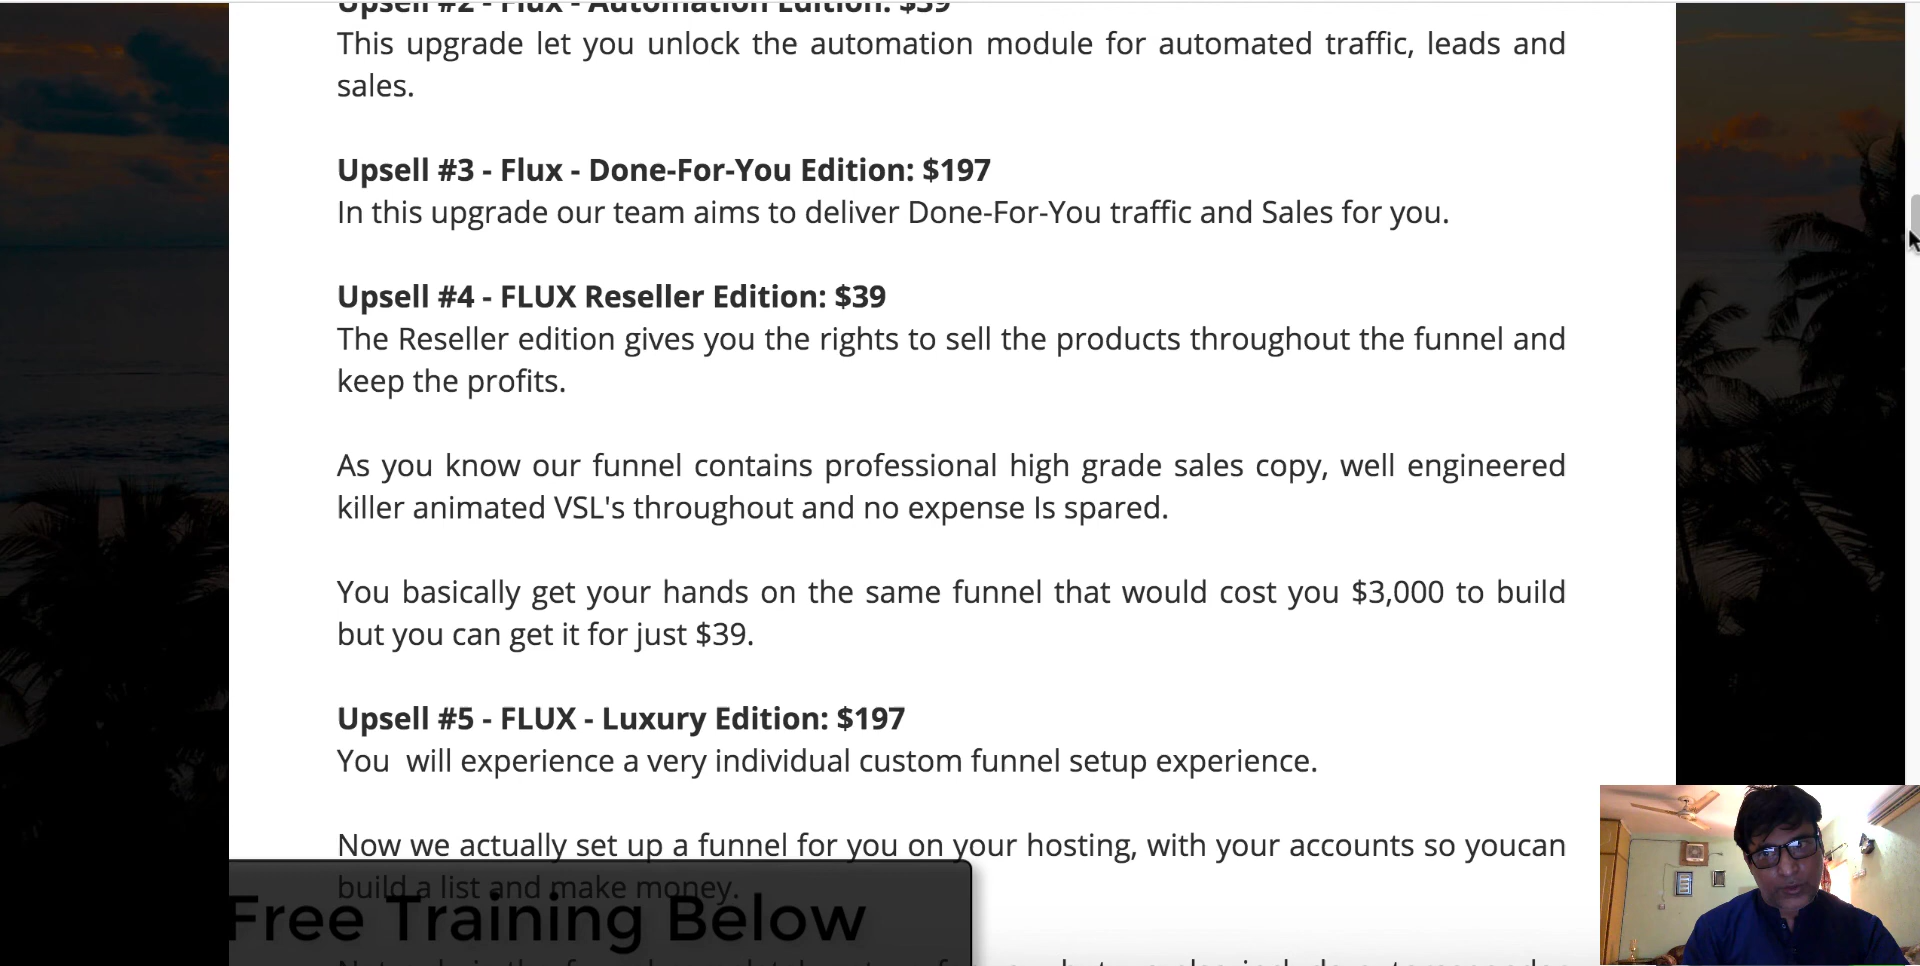 Upsell #2 - Flux - Automation Edition: $39
This upgrade let you unlock the automation module for automated traffic, leads and
sales.
Upsell #3 - Flux - Done-For-You Edition: $197
In this upgrade our team aims to deliver Done-For-You traffic and Sales for you.
Upsell #4 - FLUX Reseller Edition: $39
The Reseller edition gives you the rights to sell the products throughout the funnel and
keep the profits.
As you know our funnel contains professional high grade sales copy, well engineered
killer animated VSL's throughout and no expense Is spared.
You basically get your hands on the same funnel that would cost you $3,000 to build
but you can get it for just $39.
Upsell #5 - FLUX - Luxury Edition: $197
You will experience a very individual custom funnel setup experience.
Now we actually set up a funnel for you on your hosting, with your accounts so youcan
build a list and make money.
Free Training Below